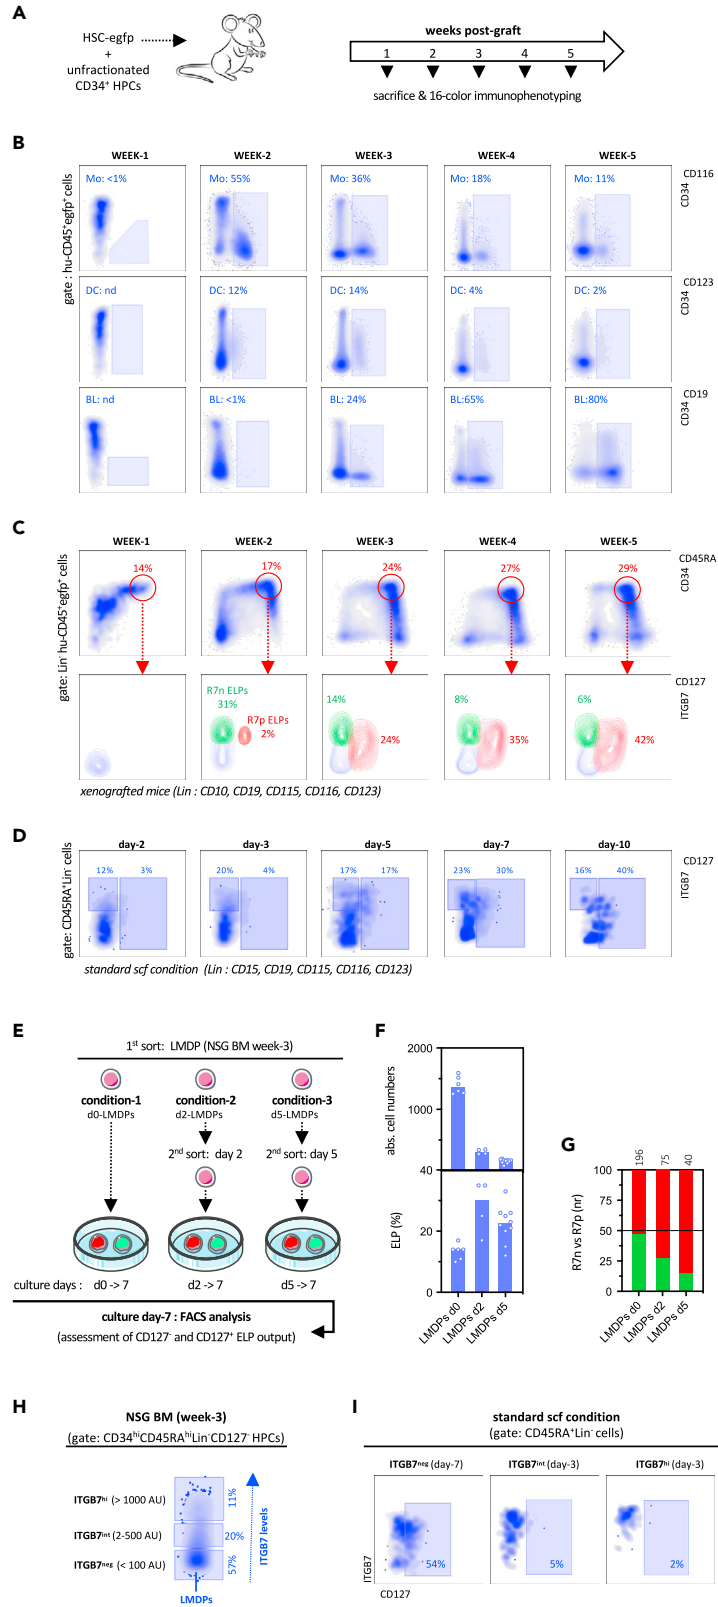 A
HSC-egfp
+
unfractionated
CD34⁺ HPCs
weeks post-graft
1 2 3 4 5
sacrifice & 16-color immunophenotyping
B
WEEK-1 WEEK-2 WEEK-3 WEEK-4 WEEK-5
gate : hu-CD45⁺egfp⁺ cells
Mo: <1% Mo: 55% Mo: 36% Mo: 18% Mo: 11%
CD116
CD34
DC: nd DC: 12% DC: 14% DC: 4% DC: 2%
CD123
CD34
BL: nd BL: <1% BL: 24% BL:65% BL:80%
CD19
CD34
C
WEEK-1 WEEK-2 WEEK-3 WEEK-4 WEEK-5
gate: Lin⁻ hu-CD45⁺egfp⁺ cells
14% 17% 24% 27% 29%
CD45RA
CD34
R7n ELPs
31%
R7p ELPs
2%
14%
24%
8%
35%
6%
42%
CD127
ITGB7
xenografted mice (Lin : CD10, CD19, CD115, CD116, CD123)
D
day-2 day-3 day-5 day-7 day-10
gate: CD45RA⁺Lin⁻ cells
12% 3% 20% 4% 17% 17% 23% 30% 16% 40%
CD127
ITGB7
standard scf condition (Lin : CD15, CD19, CD115, CD116, CD123)
E
1st sort: LMDP (NSG BM week-3)
condition-1 condition-2 condition-3
d0-LMDPs d2-LMDPs d5-LMDPs
2nd sort: day 2 2nd sort: day 5
culture days : d0 -> 7 d2 -> 7 d5 -> 7
culture day-7 : FACS analysis
(assessment of CD127⁻ and CD127⁺ ELP output)
F
abs. cell numbers
2000
1000
40
ELP (%)
20
0
LMDPs d0
LMDPs d2
LMDPs d5
G
196 75 40
R7n vs R7p (nr)
100
75
50
25
0
LMDPs d0
LMDPs d2
LMDPs d5
H
NSG BM (week-3)
(gate: CD34hiCD45RAhiLin⁻CD127⁻ HPCs)
ITGB7hi (> 1000 AU)
11%
ITGB7int (2-500 AU)
20%
ITGB7neg (< 100 AU)
57%
ITGB7 levels
LMDPs
I
standard scf condition
(gate: CD45RA⁺Lin⁻ cells)
ITGB7neg (day-7) ITGB7int (day-3) ITGB7hi (day-3)
54% 5% 2%
ITGB7
CD127